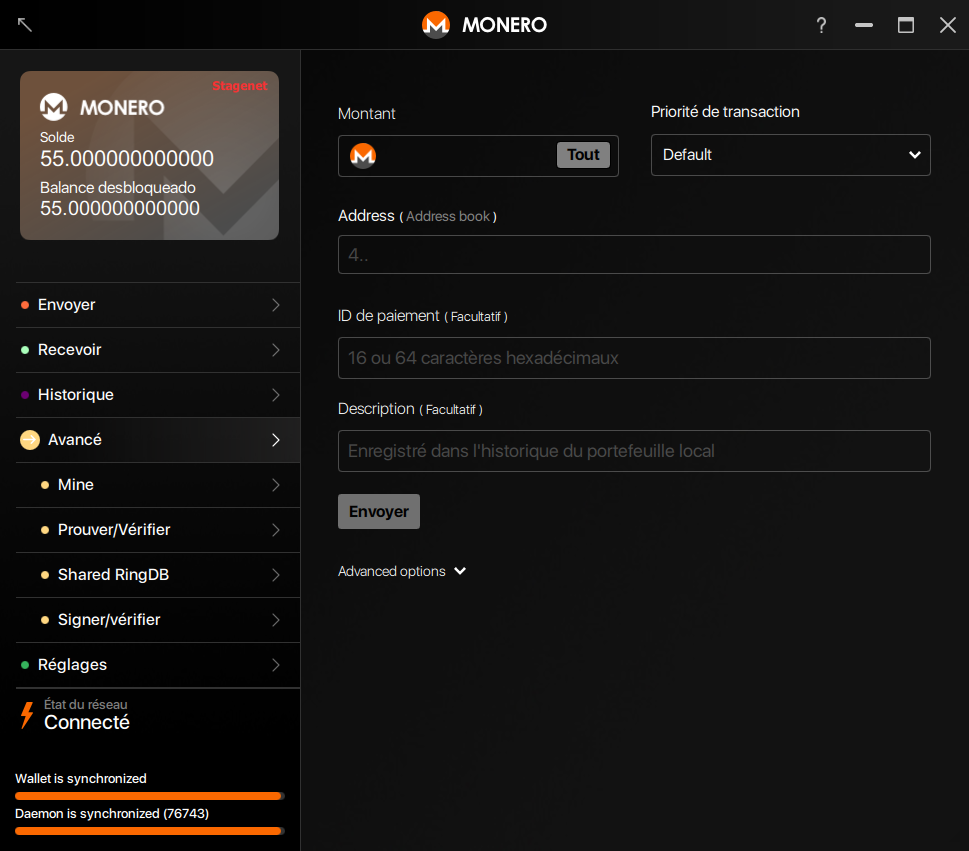 MONERO
?
Stagenet
MONERO
Solde
55.000000000000
Balance desbloqueado
55.000000000000
Envoyer
Recevoir
Historique
Avancé
Mine
Prouver/Vérifier
Shared RingDB
Signer/vérifier
Réglages
État du réseau
Connecté
Wallet is synchronized
Daemon is synchronized (76743)
Montant
Tout
Priorité de transaction
Default
Address ( Address book )
4..
ID de paiement ( Facultatif )
16 ou 64 caractères hexadécimaux
Description ( Facultatif )
Enregistré dans l'historique du portefeuille local
Envoyer
Advanced options